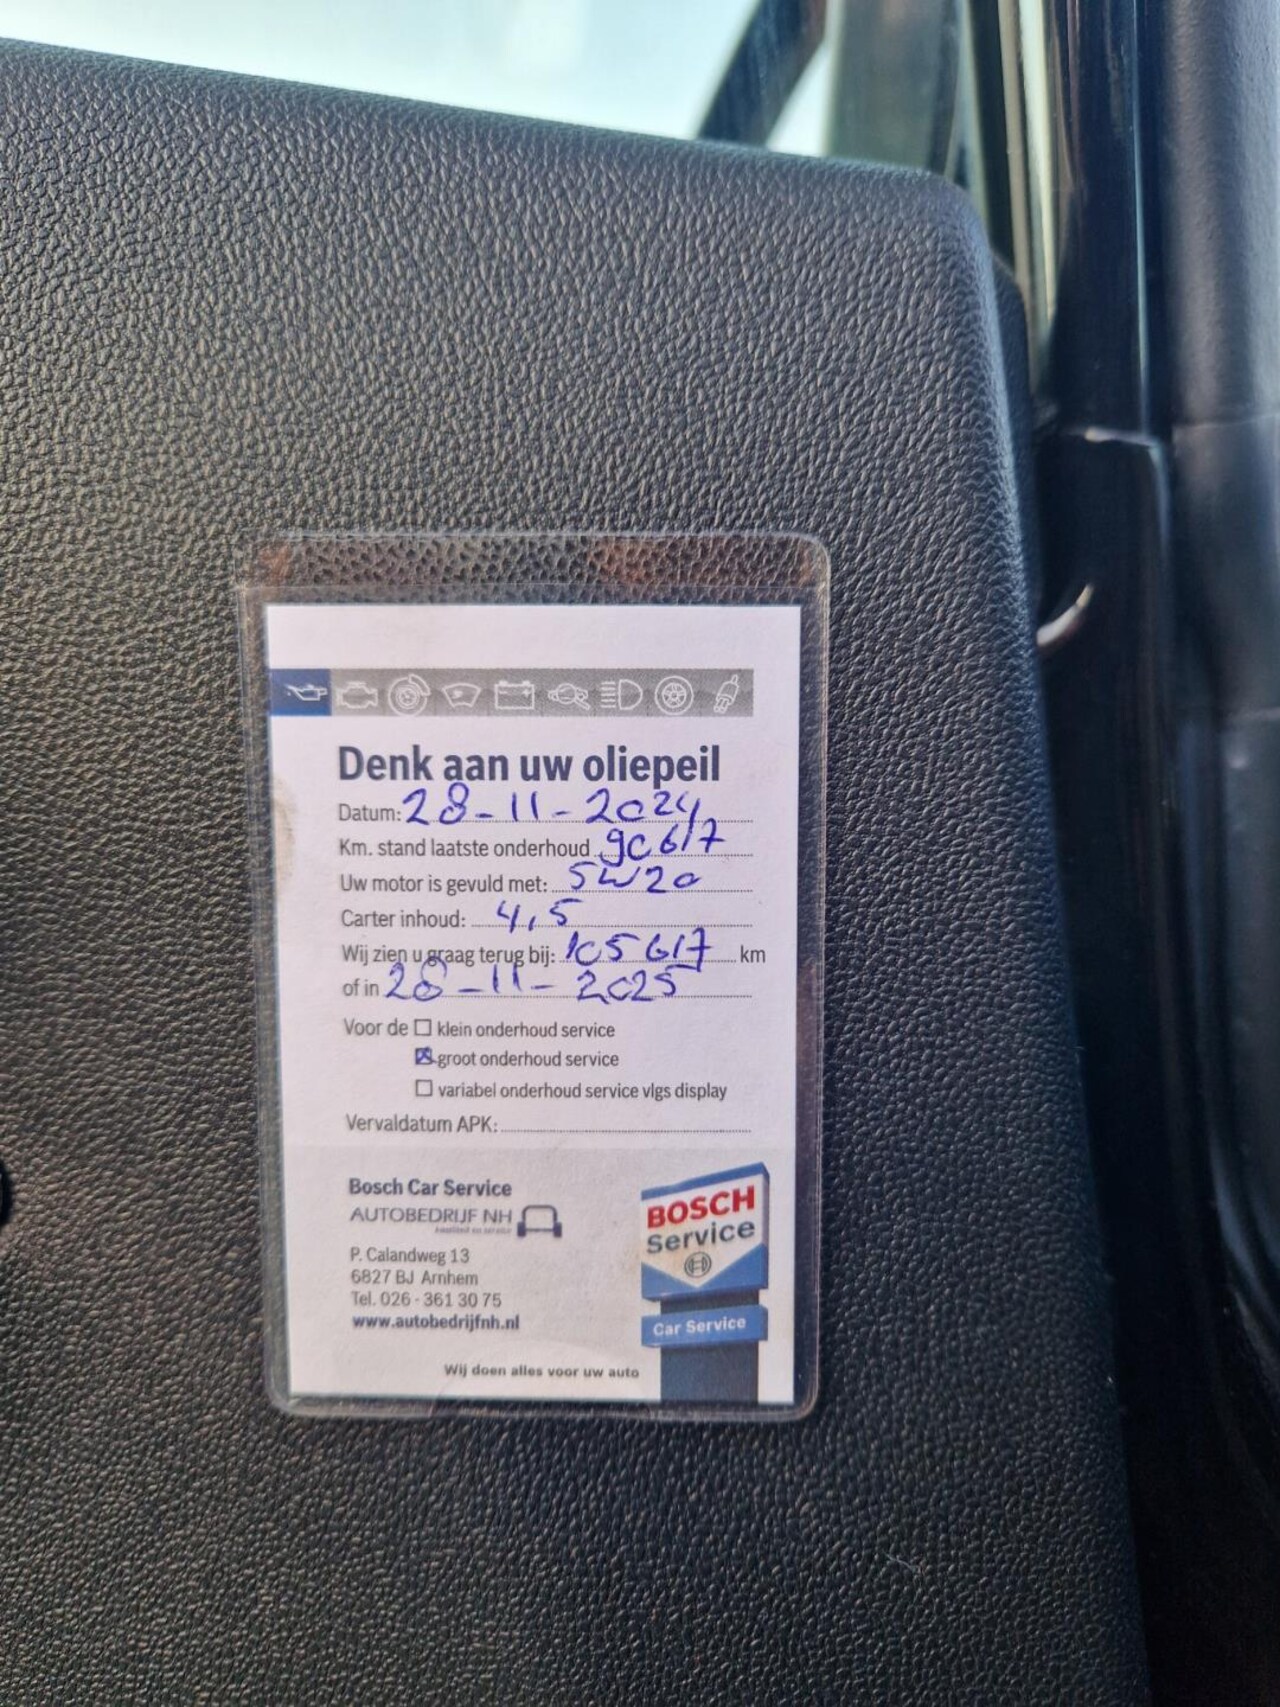 Denk aan uw oliepeil
Datum: 28-11-2024
Km. stand laatste onderhoud 90617
Uw motor is gevuld met: 5W20
Carter inhoud: 4,5
Wij zien u graag terug bij: 105617 km
of in 28-11-2025
Voor de ☐ klein onderhoud service
☒ groot onderhoud service
☐ variabel onderhoud service vlgs display
Vervaldatum APK:
Bosch Car Service
AUTOBEDRIJF NH
P. Calandweg 13
6827 BJ Arnhem
Tel. 026 - 361 30 75
www.autobedrijfnh.nl
BOSCH
Service
Car Service
Wij doen alles voor uw auto